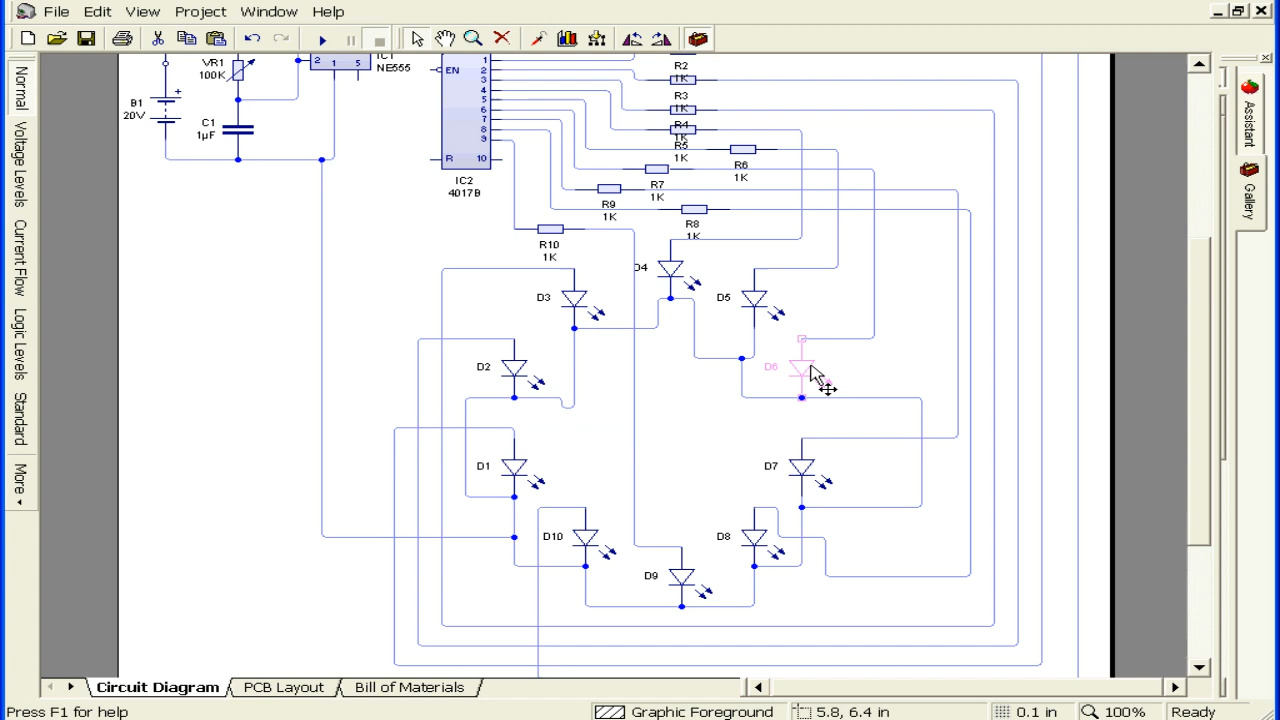 File Edit View Project Window Help
Normal
Voltage Levels
Current Flow
Logic Levels
Standard
More
Assistant
Gallery
VR1
100K
B1
20V
+
C1
1µF
2 1 5
NE555
EN
R
1
2
3
4
5
6
7
8
9
10
IC2
4017B
R2
1K
R3
1K
R4
1K
R5
1K
R6
1K
R7
1K
R9
1K
R8
1K
R10
1K
D4
D3
D5
D2
D6
D1
D7
D10
D8
D9
Circuit Diagram PCB Layout Bill of Materials
Press F1 for help Graphic Foreground 5.8, 6.4 in 0.1 in 100% Ready